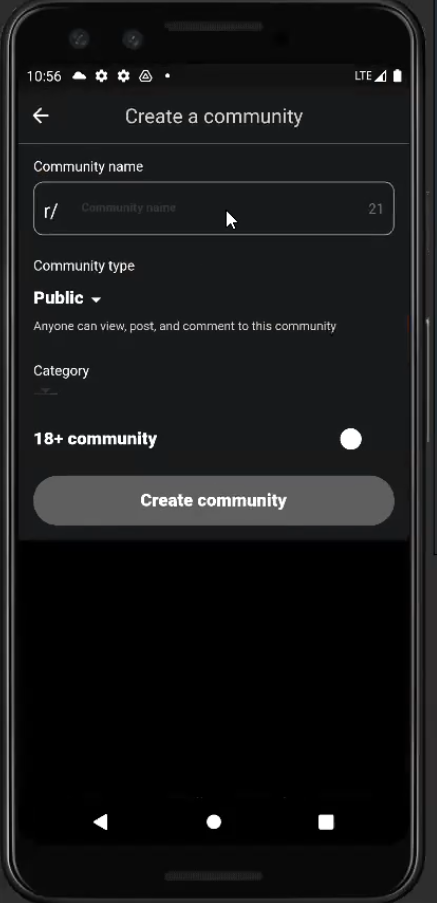 10:56 LTE
Create a community
Community name
r/ Community name 21
Community type
Public
Anyone can view, post, and comment to this community
Category
18+ community
Create community